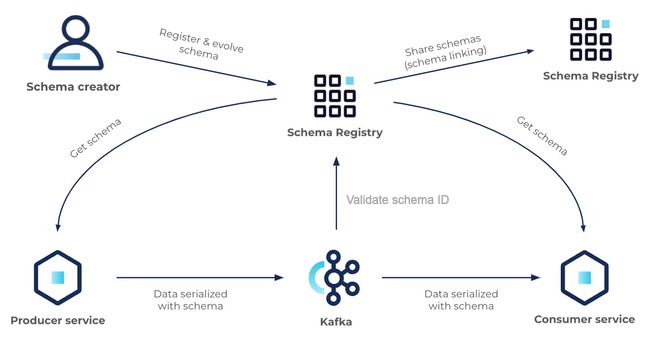 Register & evolve
schema
Share schemas
(schema linking)
Schema creator
Schema Registry
Schema Registry
Get schema
Get schema
Validate schema ID
Data serialized
with schema
Data serialized
with schema
Producer service
Kafka
Consumer service